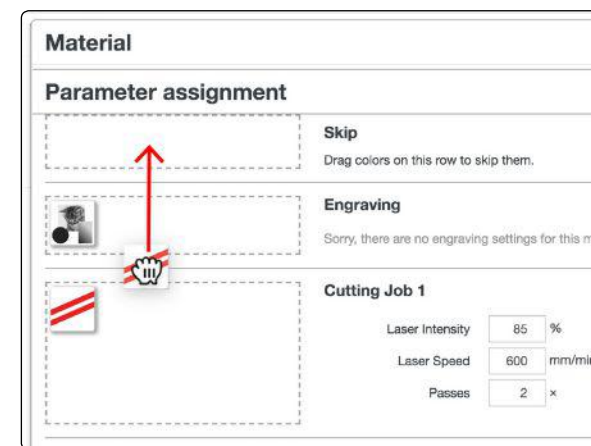 Material
Parameter assignment
Skip
Drag colors on this row to skip them.
Engraving
Sorry, there are no engraving settings for this m
Cutting Job 1
Laser Intensity 85 %
Laser Speed 600 mm/min
Passes 2 ×